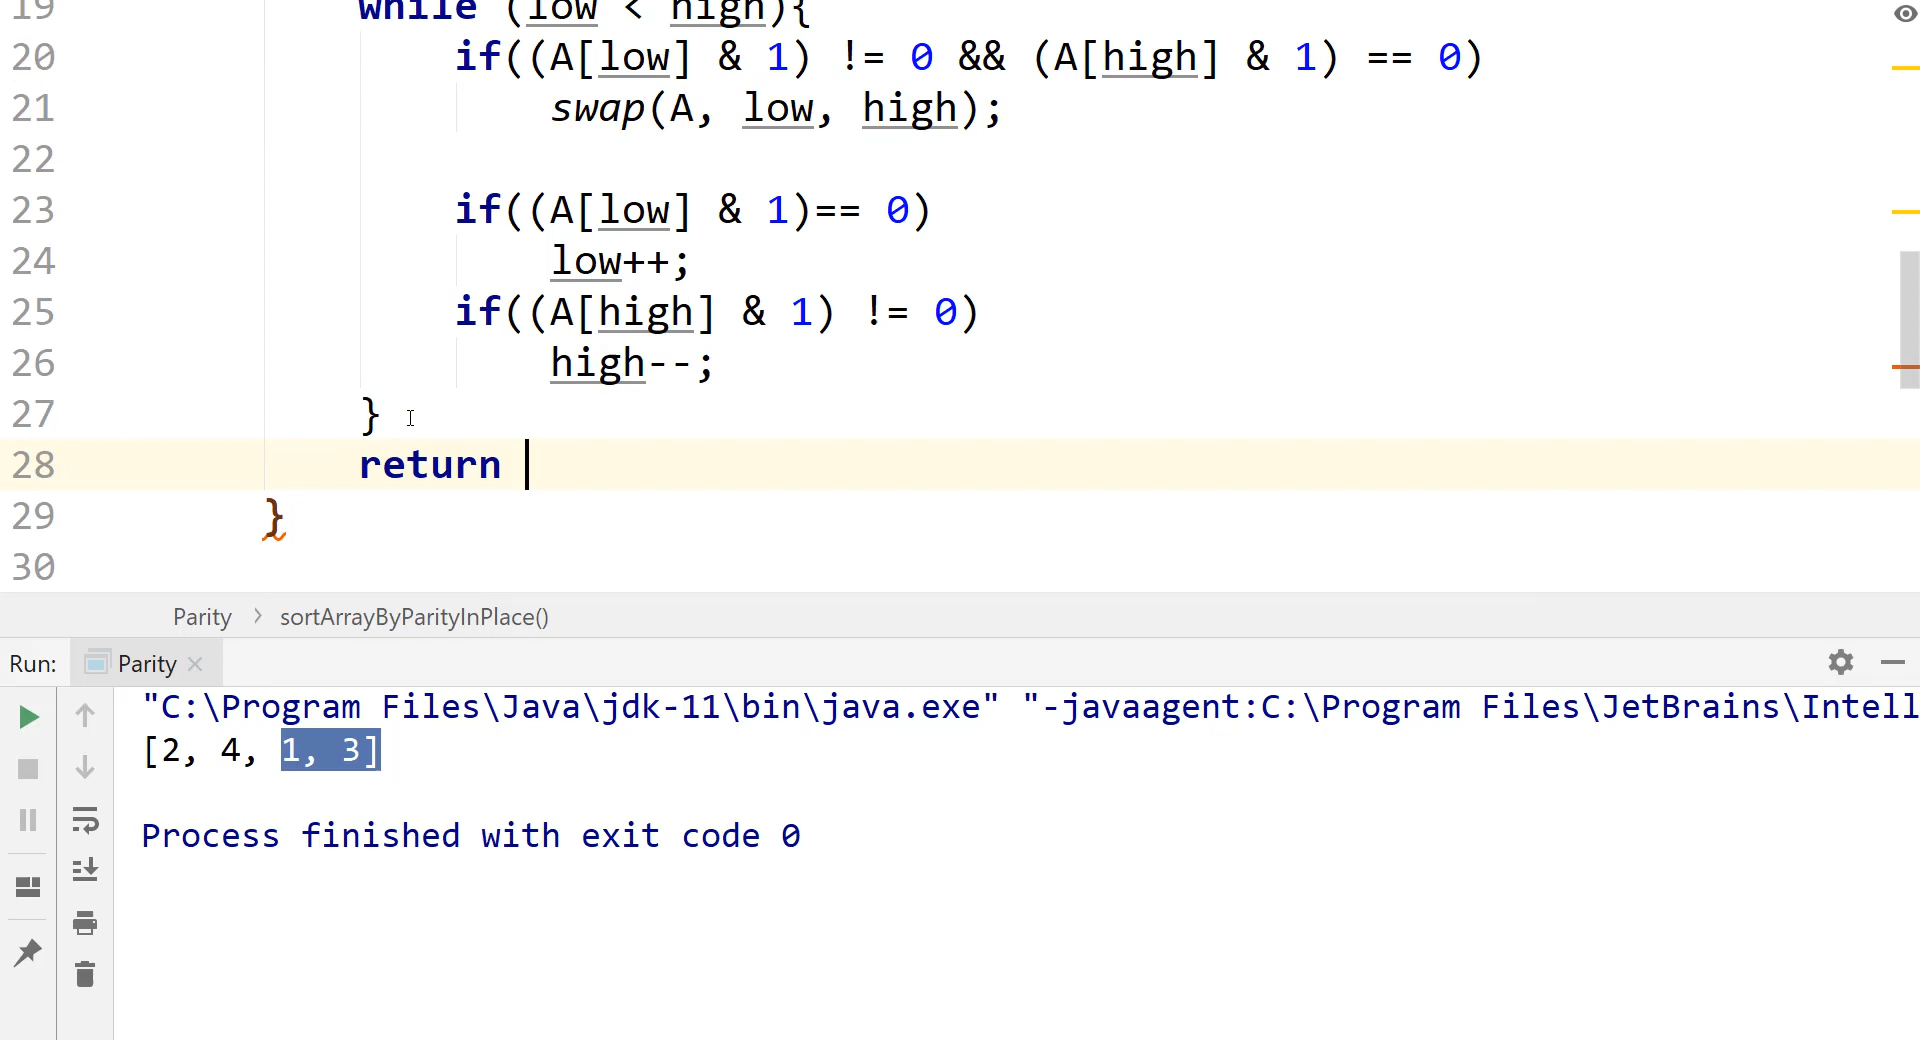 19 while (low < high){
20 if((A[low] & 1) != 0 && (A[high] & 1) == 0)
21 swap(A, low, high);
22
23 if((A[low] & 1)== 0)
24 low++;
25 if((A[high] & 1) != 0)
26 high--;
27 }
28 return
29 }
30
Parity > sortArrayByParityInPlace()
Run: Parity
"C:\Program Files\Java\jdk-11\bin\java.exe" "-javaagent:C:\Program Files\JetBrains\Intell
[2, 4, 1, 3]
Process finished with exit code 0